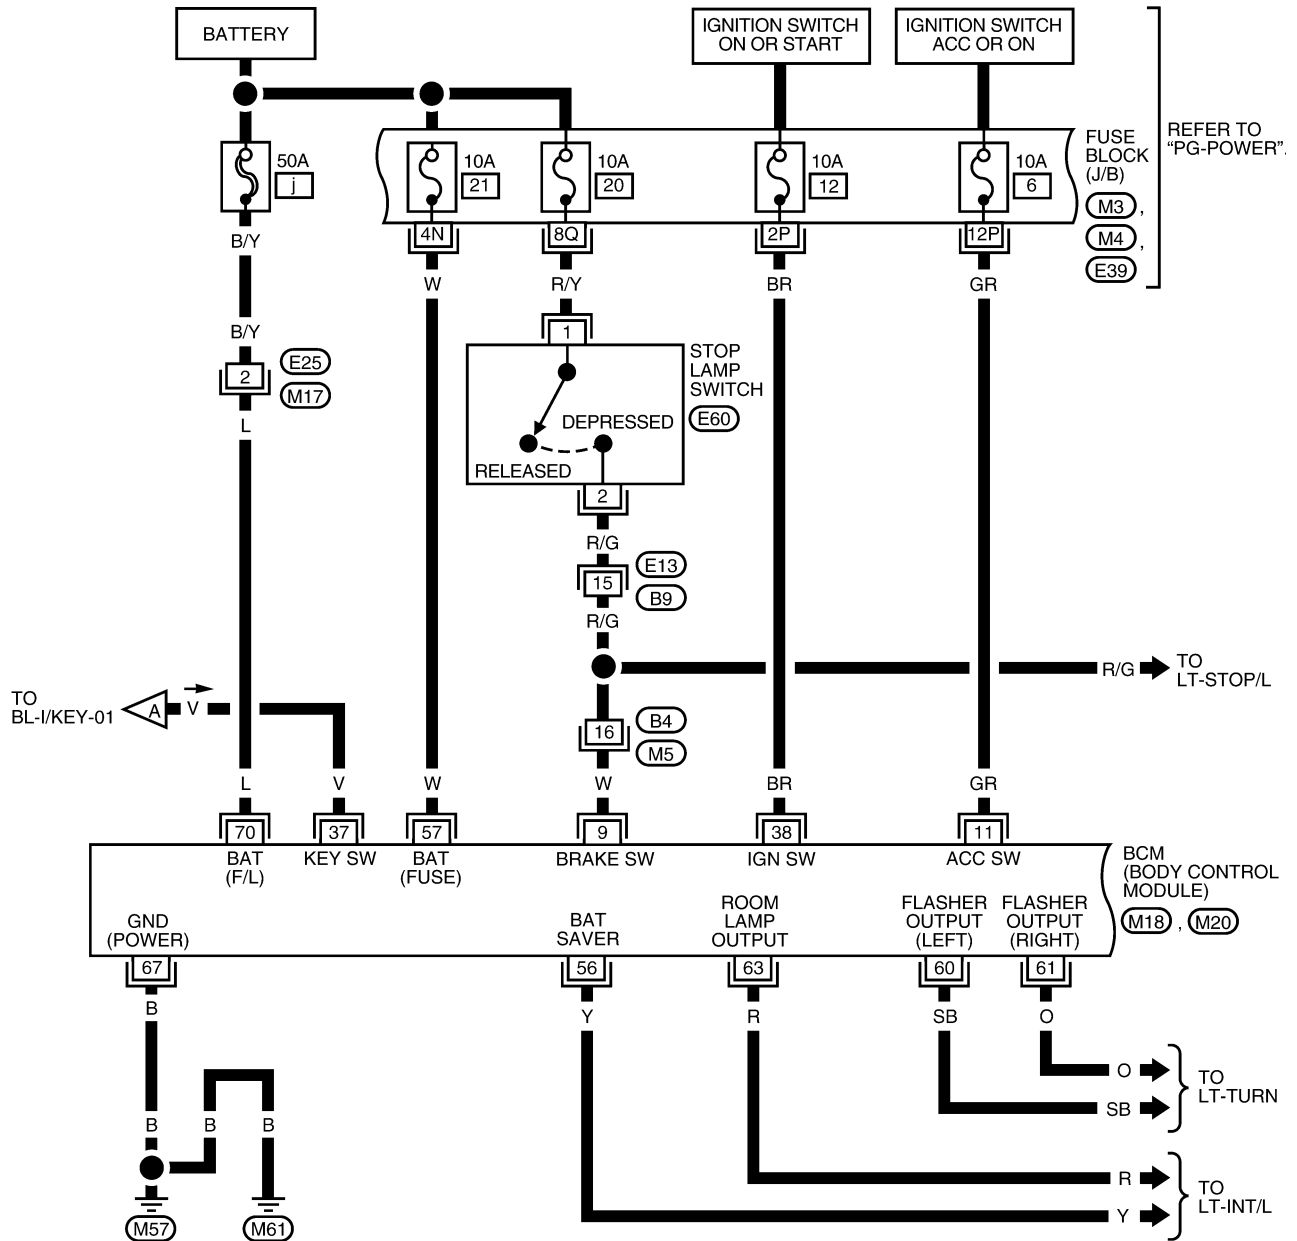 BATTERY
IGNITION SWITCH
ON OR START
IGNITION SWITCH
ACC OR ON
REFER TO
“PG-POWER”.
FUSE
BLOCK
(J/B)
M3 ,
M4 ,
E39
50A
j
10A
21
10A
20
10A
12
10A
6
4N
8Q
2P
12P
B/Y
W
R/Y
BR
GR
B/Y
2
E25
M17
L
1
STOP
LAMP
SWITCH
E60
DEPRESSED
RELEASED
2
R/G
15
E13
B9
R/G
R/G
TO
LT-STOP/L
TO
BL-I/KEY-01
A
V
16
B4
M5
L
V
W
W
BR
GR
70
37
57
9
38
11
BAT
(F/L)
KEY SW
BAT
(FUSE)
BRAKE SW
IGN SW
ACC SW
BCM
(BODY CONTROL
MODULE)
M18 , M20
GND
(POWER)
BAT
SAVER
ROOM
LAMP
OUTPUT
FLASHER
OUTPUT
(LEFT)
FLASHER
OUTPUT
(RIGHT)
67
56
63
60
61
B
Y
R
SB
O
O
SB
TO
LT-TURN
B
B
B
R
Y
TO
LT-INT/L
M57
M61